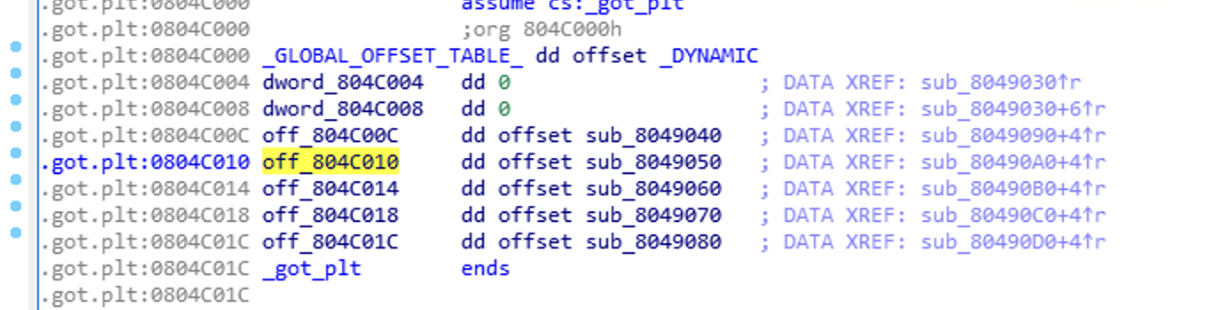 .got.plt:0804C000 assume cs:_got_plt
.got.plt:0804C000 ;org 804C000h
.got.plt:0804C000 _GLOBAL_OFFSET_TABLE_ dd offset _DYNAMIC
.got.plt:0804C004 dword_804C004 dd 0 ; DATA XREF: sub_8049030↑r
.got.plt:0804C008 dword_804C008 dd 0 ; DATA XREF: sub_8049030+6↑r
.got.plt:0804C00C off_804C00C dd offset sub_8049040 ; DATA XREF: sub_8049090+4↑r
.got.plt:0804C010 off_804C010 dd offset sub_8049050 ; DATA XREF: sub_80490A0+4↑r
.got.plt:0804C014 off_804C014 dd offset sub_8049060 ; DATA XREF: sub_80490B0+4↑r
.got.plt:0804C018 off_804C018 dd offset sub_8049070 ; DATA XREF: sub_80490C0+4↑r
.got.plt:0804C01C off_804C01C dd offset sub_8049080 ; DATA XREF: sub_80490D0+4↑r
.got.plt:0804C01C _got_plt ends
.got.plt:0804C01C